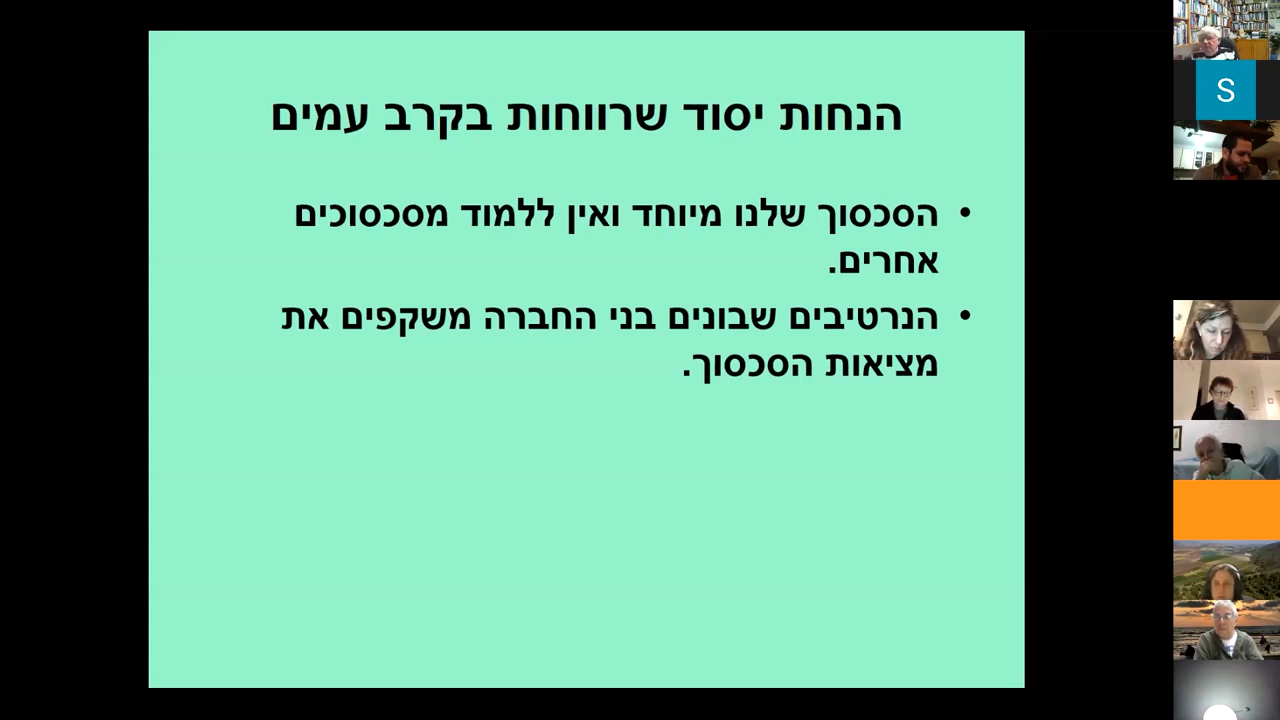 הנחות יסוד שרווחות בקרב עמים
• הסכסוך שלנו מיוחד ואין ללמוד מסכסוכים
אחרים.
• הנרטיבים שבונים בני החברה משקפים את
מציאות הסכסוך.
S